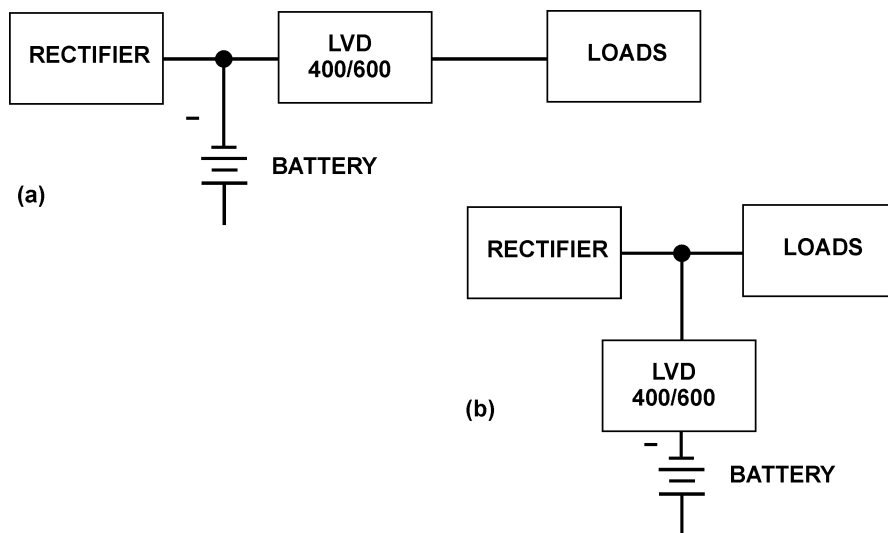 RECTIFIER
LVD
400/600
LOADS
–
BATTERY
(a)
RECTIFIER
LOADS
LVD
400/600
(b)
–
BATTERY